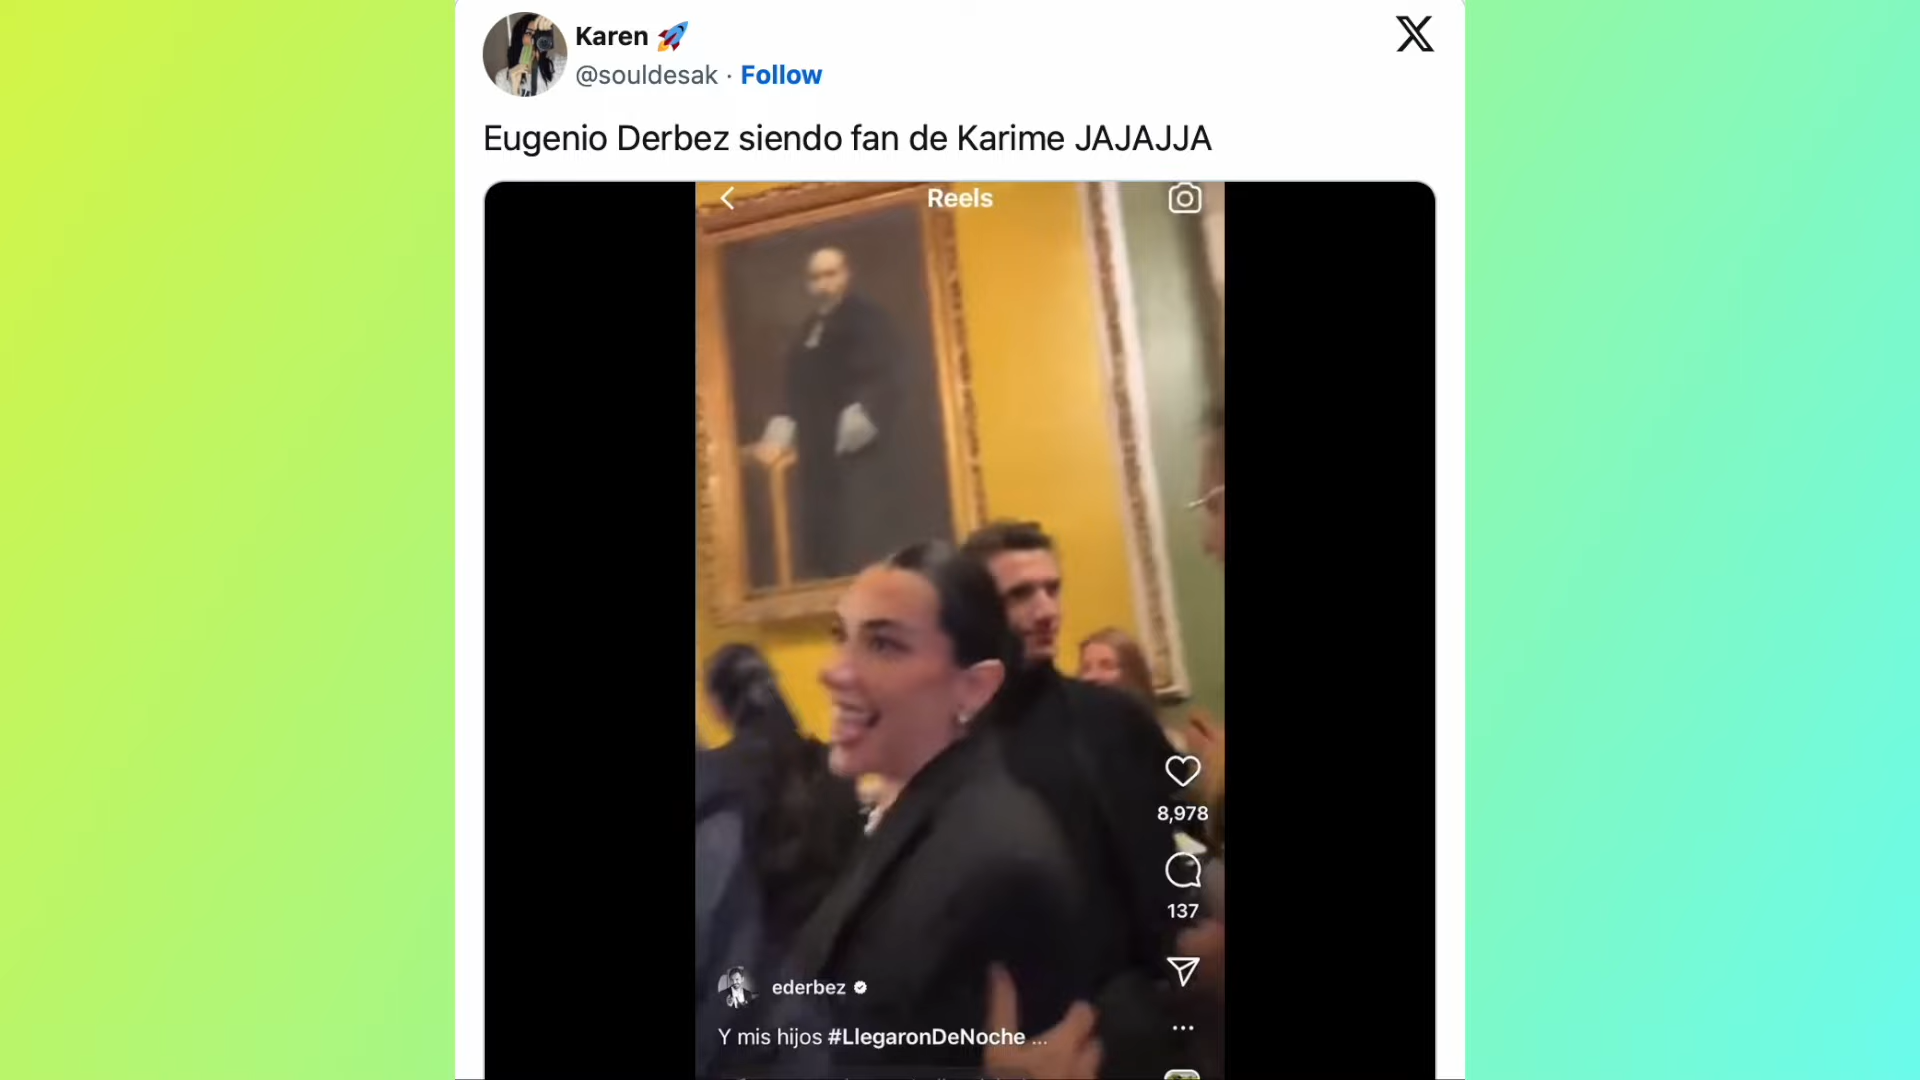 Karen 🚀
@souldesak · Follow
Eugenio Derbez siendo fan de Karime JAJAJJA
Reels
8,978
137
ederbez
Y mis hijos #LlegaronDeNoche ...